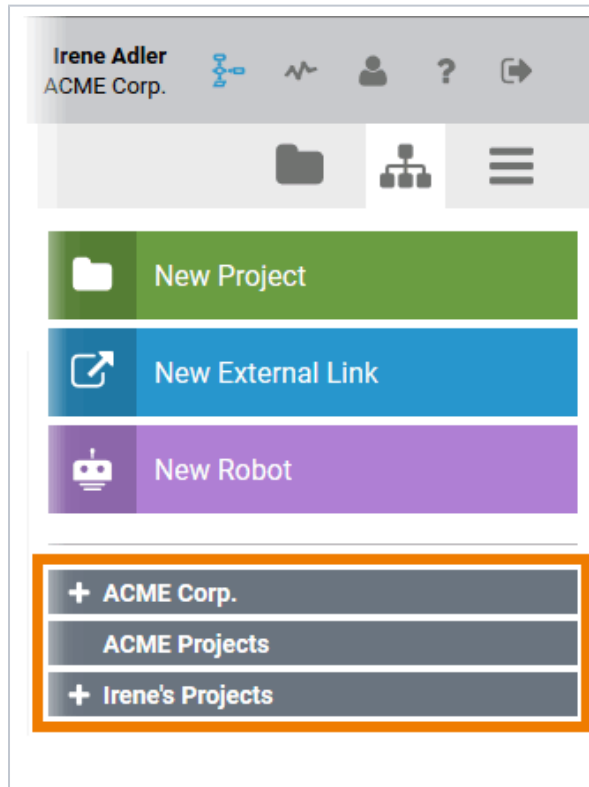 Irene Adler
ACME Corp.
?
New Project
New External Link
New Robot
+ ACME Corp.
ACME Projects
+ Irene's Projects